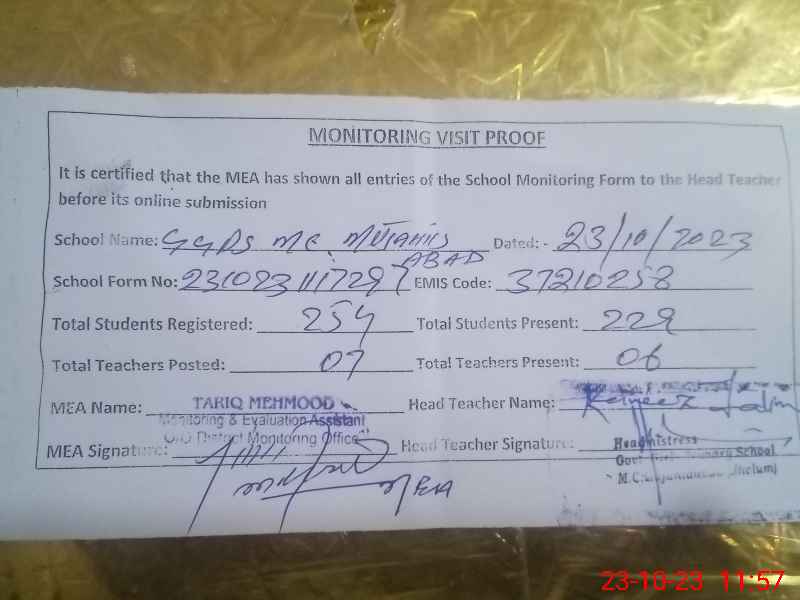 MONITORING VISIT PROOF
It is certified that the MEA has shown all entries of the School Monitoring Form to the Head Teacher
before its online submission
School Name: GGPS MC Dated: - 23/10/2023
ABAD
School Form No: EMIS Code: 37210258
Total Students Registered: 254 Total Students Present: 229
Total Teachers Posted: 07 Total Teachers Present: 06
MEA Name: TARIQ MEHMOOD Head Teacher Name: Kaneez
Monitoring & Evaluation Assistant
O/O District Monitoring Office
MEA Signature: Head Teacher Signature: Headmistress
Govt. Primary School
M.C. Jhelum
MEA
23-10-23 11:57